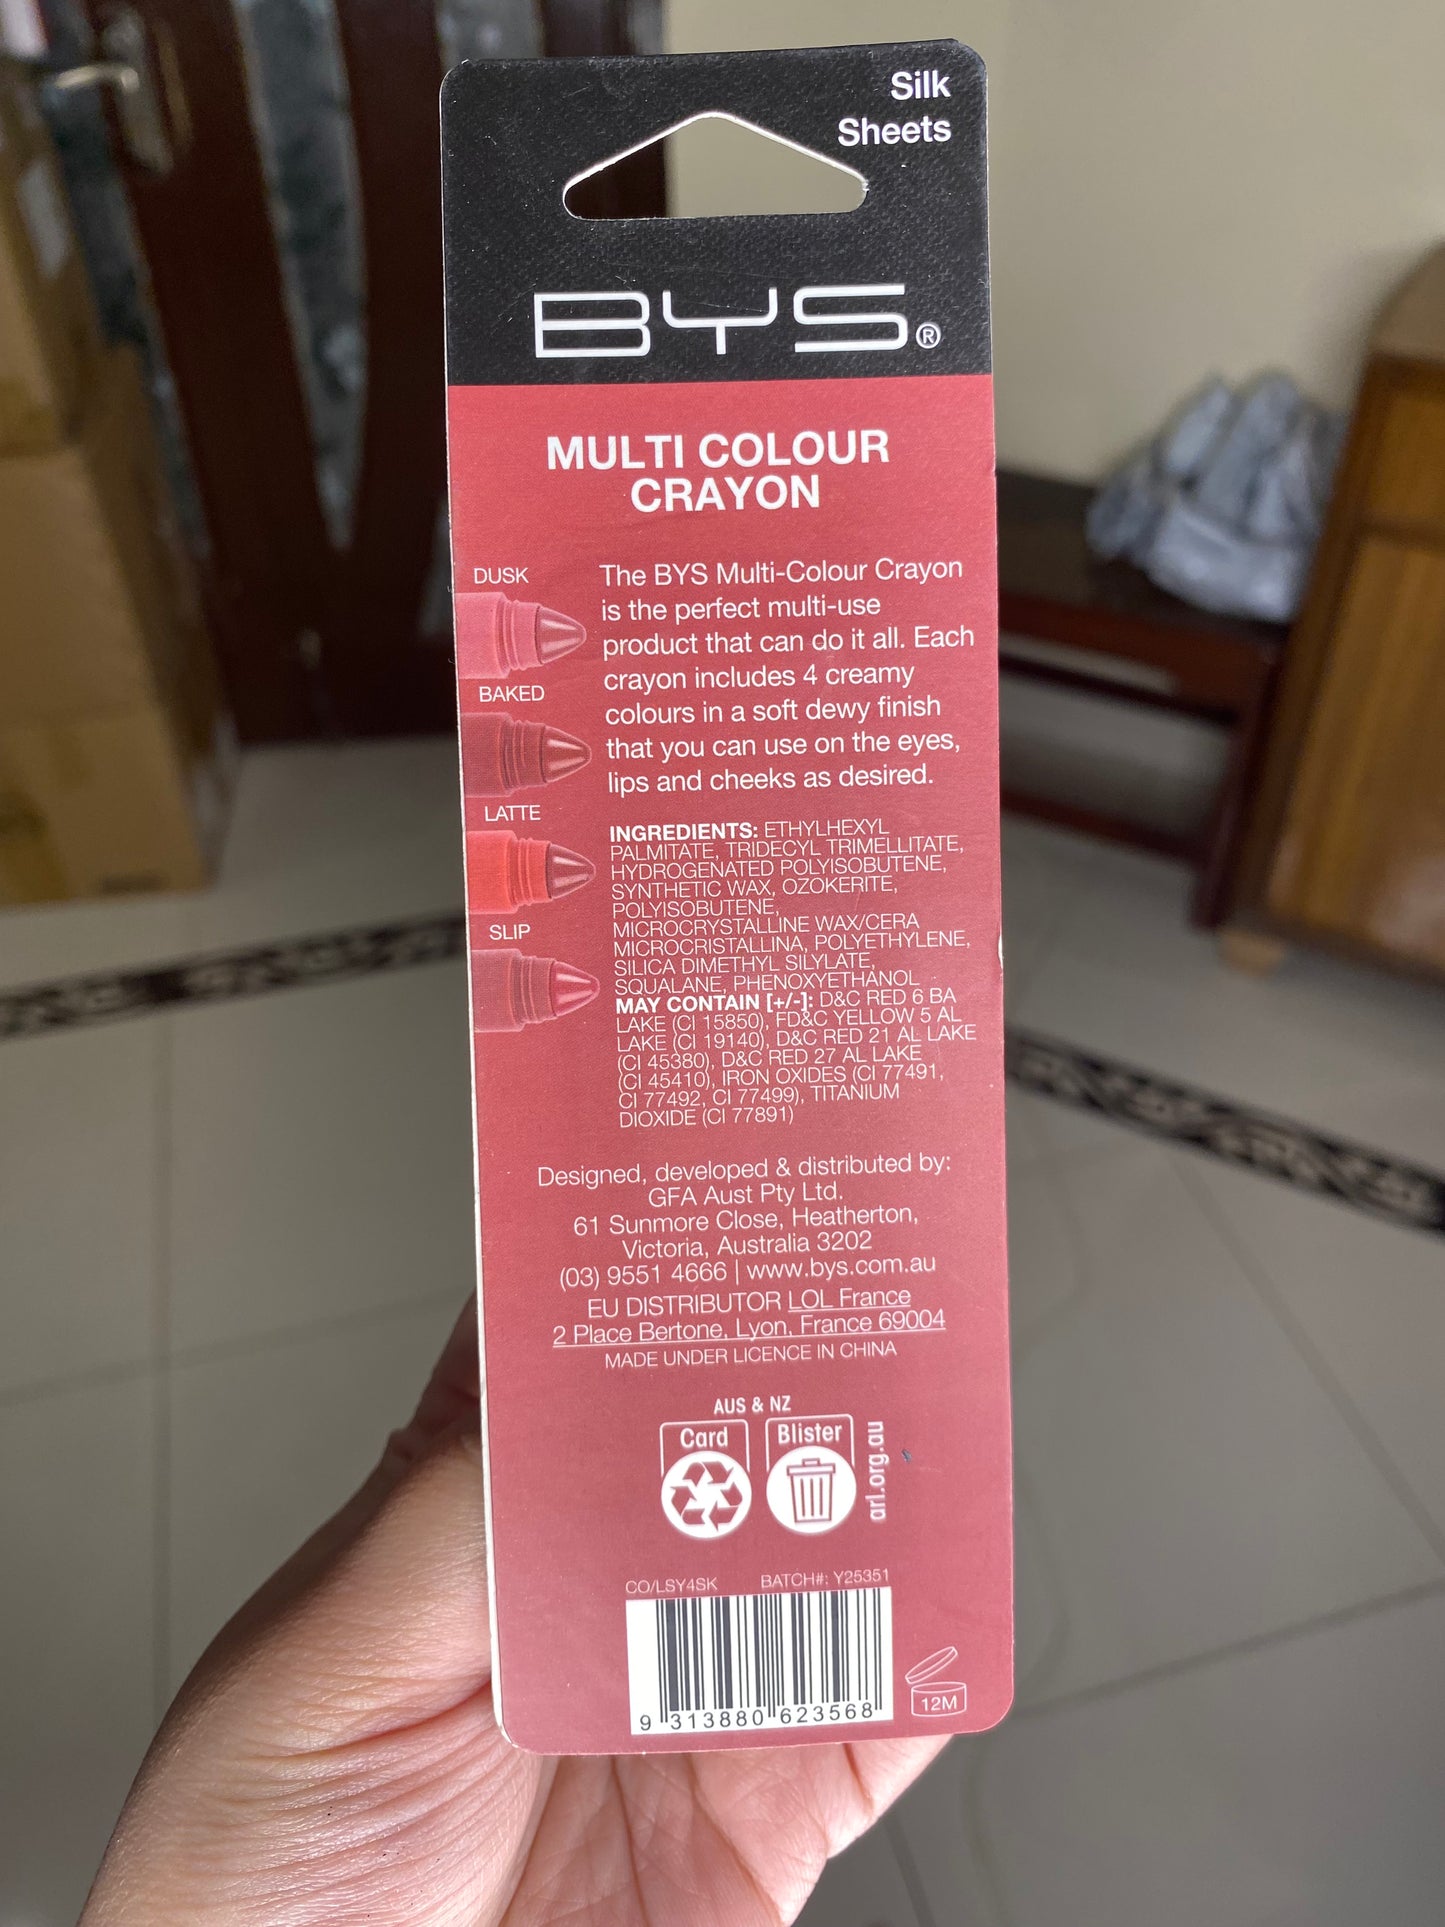 Silk
Sheets
BYS®
MULTI COLOUR
CRAYON
DUSK
BAKED
LATTE
SLIP
The BYS Multi-Colour Crayon
is the perfect multi-use
product that can do it all. Each
crayon includes 4 creamy
colours in a soft dewy finish
that you can use on the eyes,
lips and cheeks as desired.
INGREDIENTS: ETHYLHEXYL
PALMITATE, TRIDECYL TRIMELLITATE,
HYDROGENATED POLYISOBUTENE,
SYNTHETIC WAX, OZOKERITE,
POLYISOBUTENE,
MICROCRYSTALLINE WAX/CERA
MICROCRISTALLINA, POLYETHYLENE,
SILICA DIMETHYL SILYLATE,
SQUALANE, PHENOXYETHANOL
MAY CONTAIN [+/-]: D&C RED 6 BA
LAKE (CI 15850), FD&C YELLOW 5 AL
LAKE (CI 19140), D&C RED 21 AL LAKE
(CI 45380), D&C RED 27 AL LAKE
(CI 45410), IRON OXIDES (CI 77491,
CI 77492, CI 77499), TITANIUM
DIOXIDE (CI 77891)
Designed, developed & distributed by:
GFA Aust Pty Ltd.
61 Sunmore Close, Heatherton,
Victoria, Australia 3202
(03) 9551 4666 | www.bys.com.au
EU DISTRIBUTOR LOL France
2 Place Bertone, Lyon, France 69004
MADE UNDER LICENCE IN CHINA
AUS & NZ
Card
Blister
arl.org.au
CO/LSY4SK BATCH#: Y25351
9 313880 623568
12M